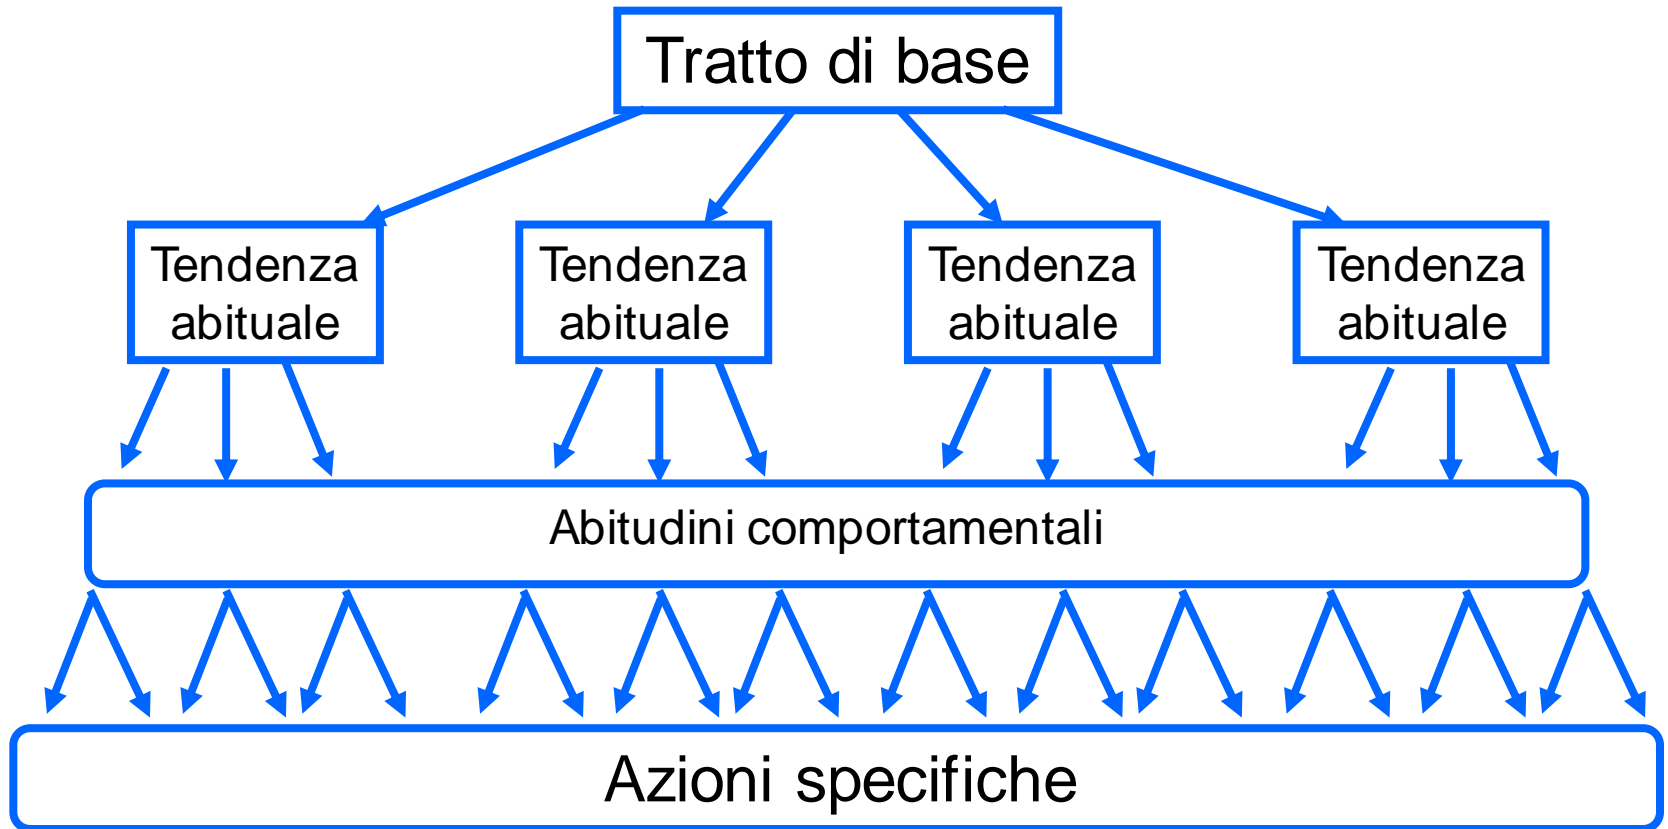 Tratto di base
Tendenza
abituale
Tendenza
abituale
Tendenza
abituale
Tendenza
abituale
Abitudini comportamentali
Azioni specifiche